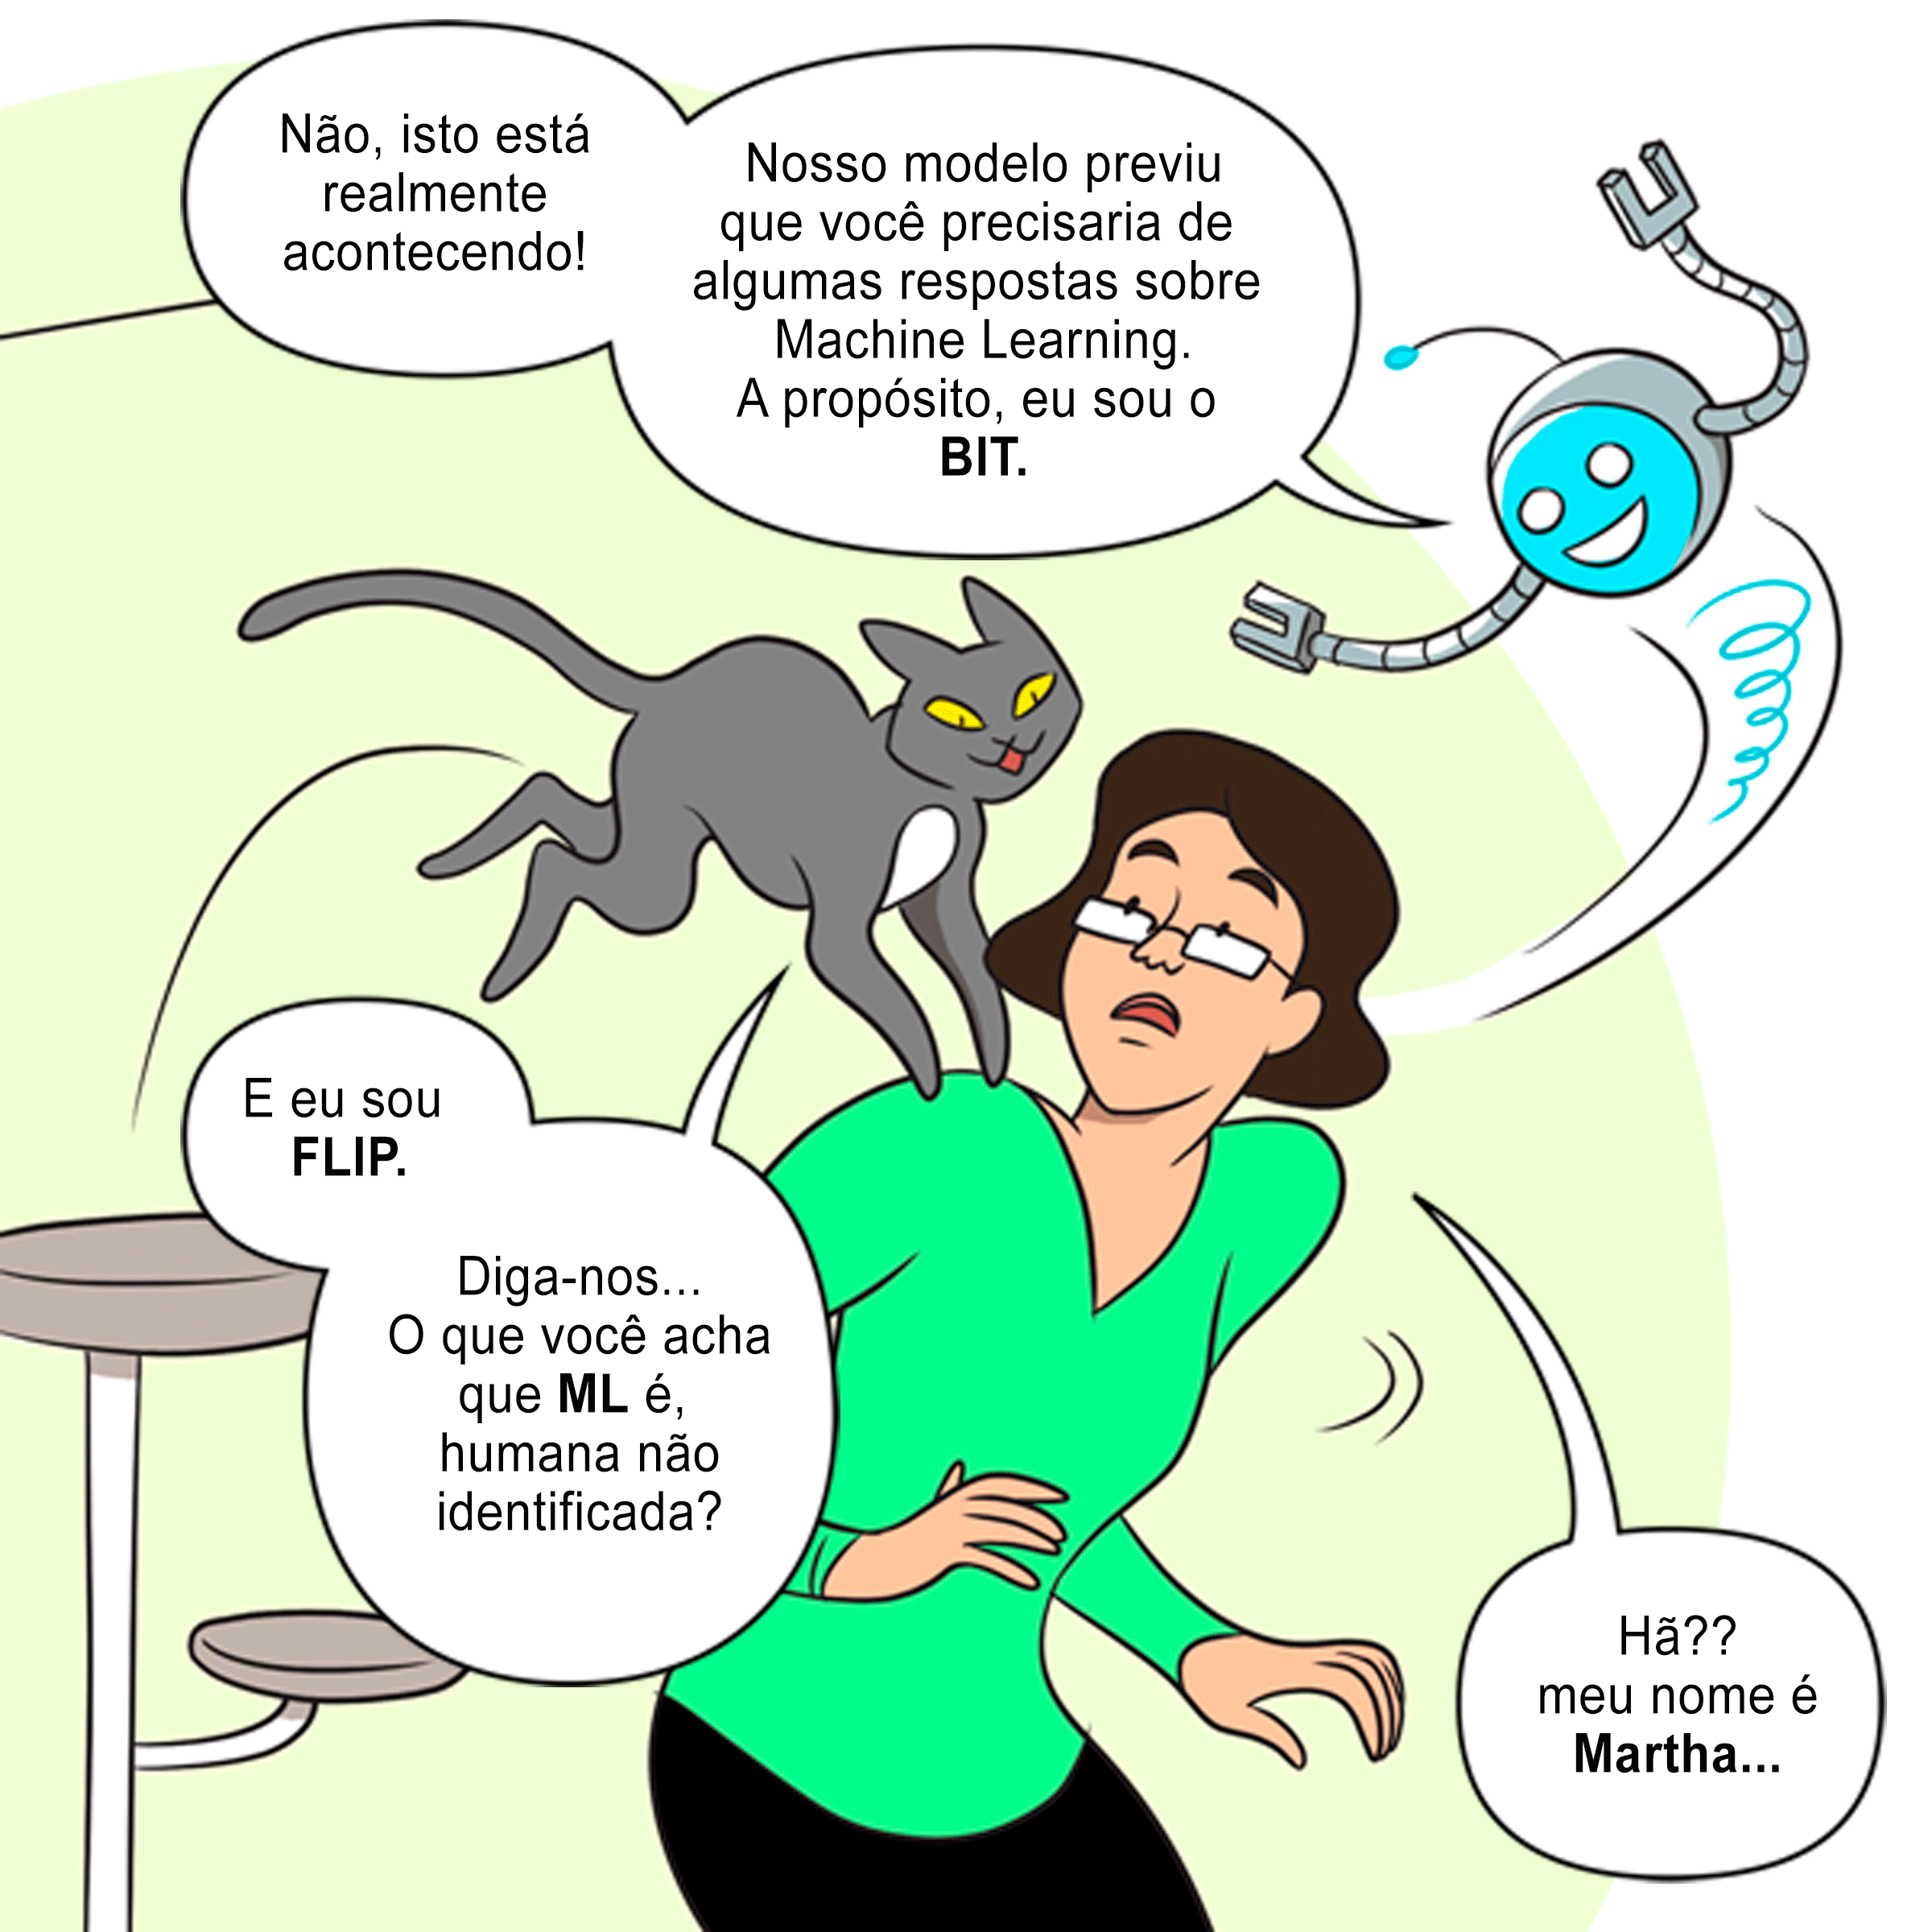 Não, isto está
realmente
acontecendo!
Nosso modelo previu
que você precisaria de
algumas respostas sobre
Machine Learning.
A propósito, eu sou o
BIT.
E eu sou
FLIP.
Diga-nos...
O que você acha
que ML é,
humana não
identificada?
Hã??
meu nome é
Martha...